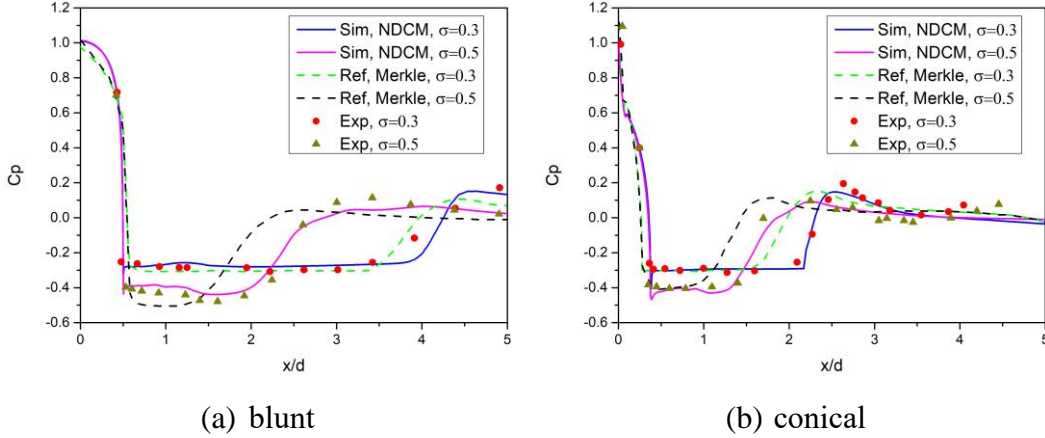 1.2
1.0
0.8
0.6
0.4
0.2
0.0
-0.2
-0.4
-0.6
Cp
Sim, NDCM, σ=0.3
Sim, NDCM, σ=0.5
Ref, Merkle, σ=0.3
Ref, Merkle, σ=0.5
Exp, σ=0.3
Exp, σ=0.5
0 1 2 3 4 5
x/d
(a) blunt
1.2
1.0
0.8
0.6
0.4
0.2
0.0
-0.2
-0.4
-0.6
Cp
Sim, NDCM, σ=0.3
Sim, NDCM, σ=0.5
Ref, Merkle, σ=0.3
Ref, Merkle, σ=0.5
Exp, σ=0.3
Exp, σ=0.5
0 1 2 3 4 5
x/d
(b) conical